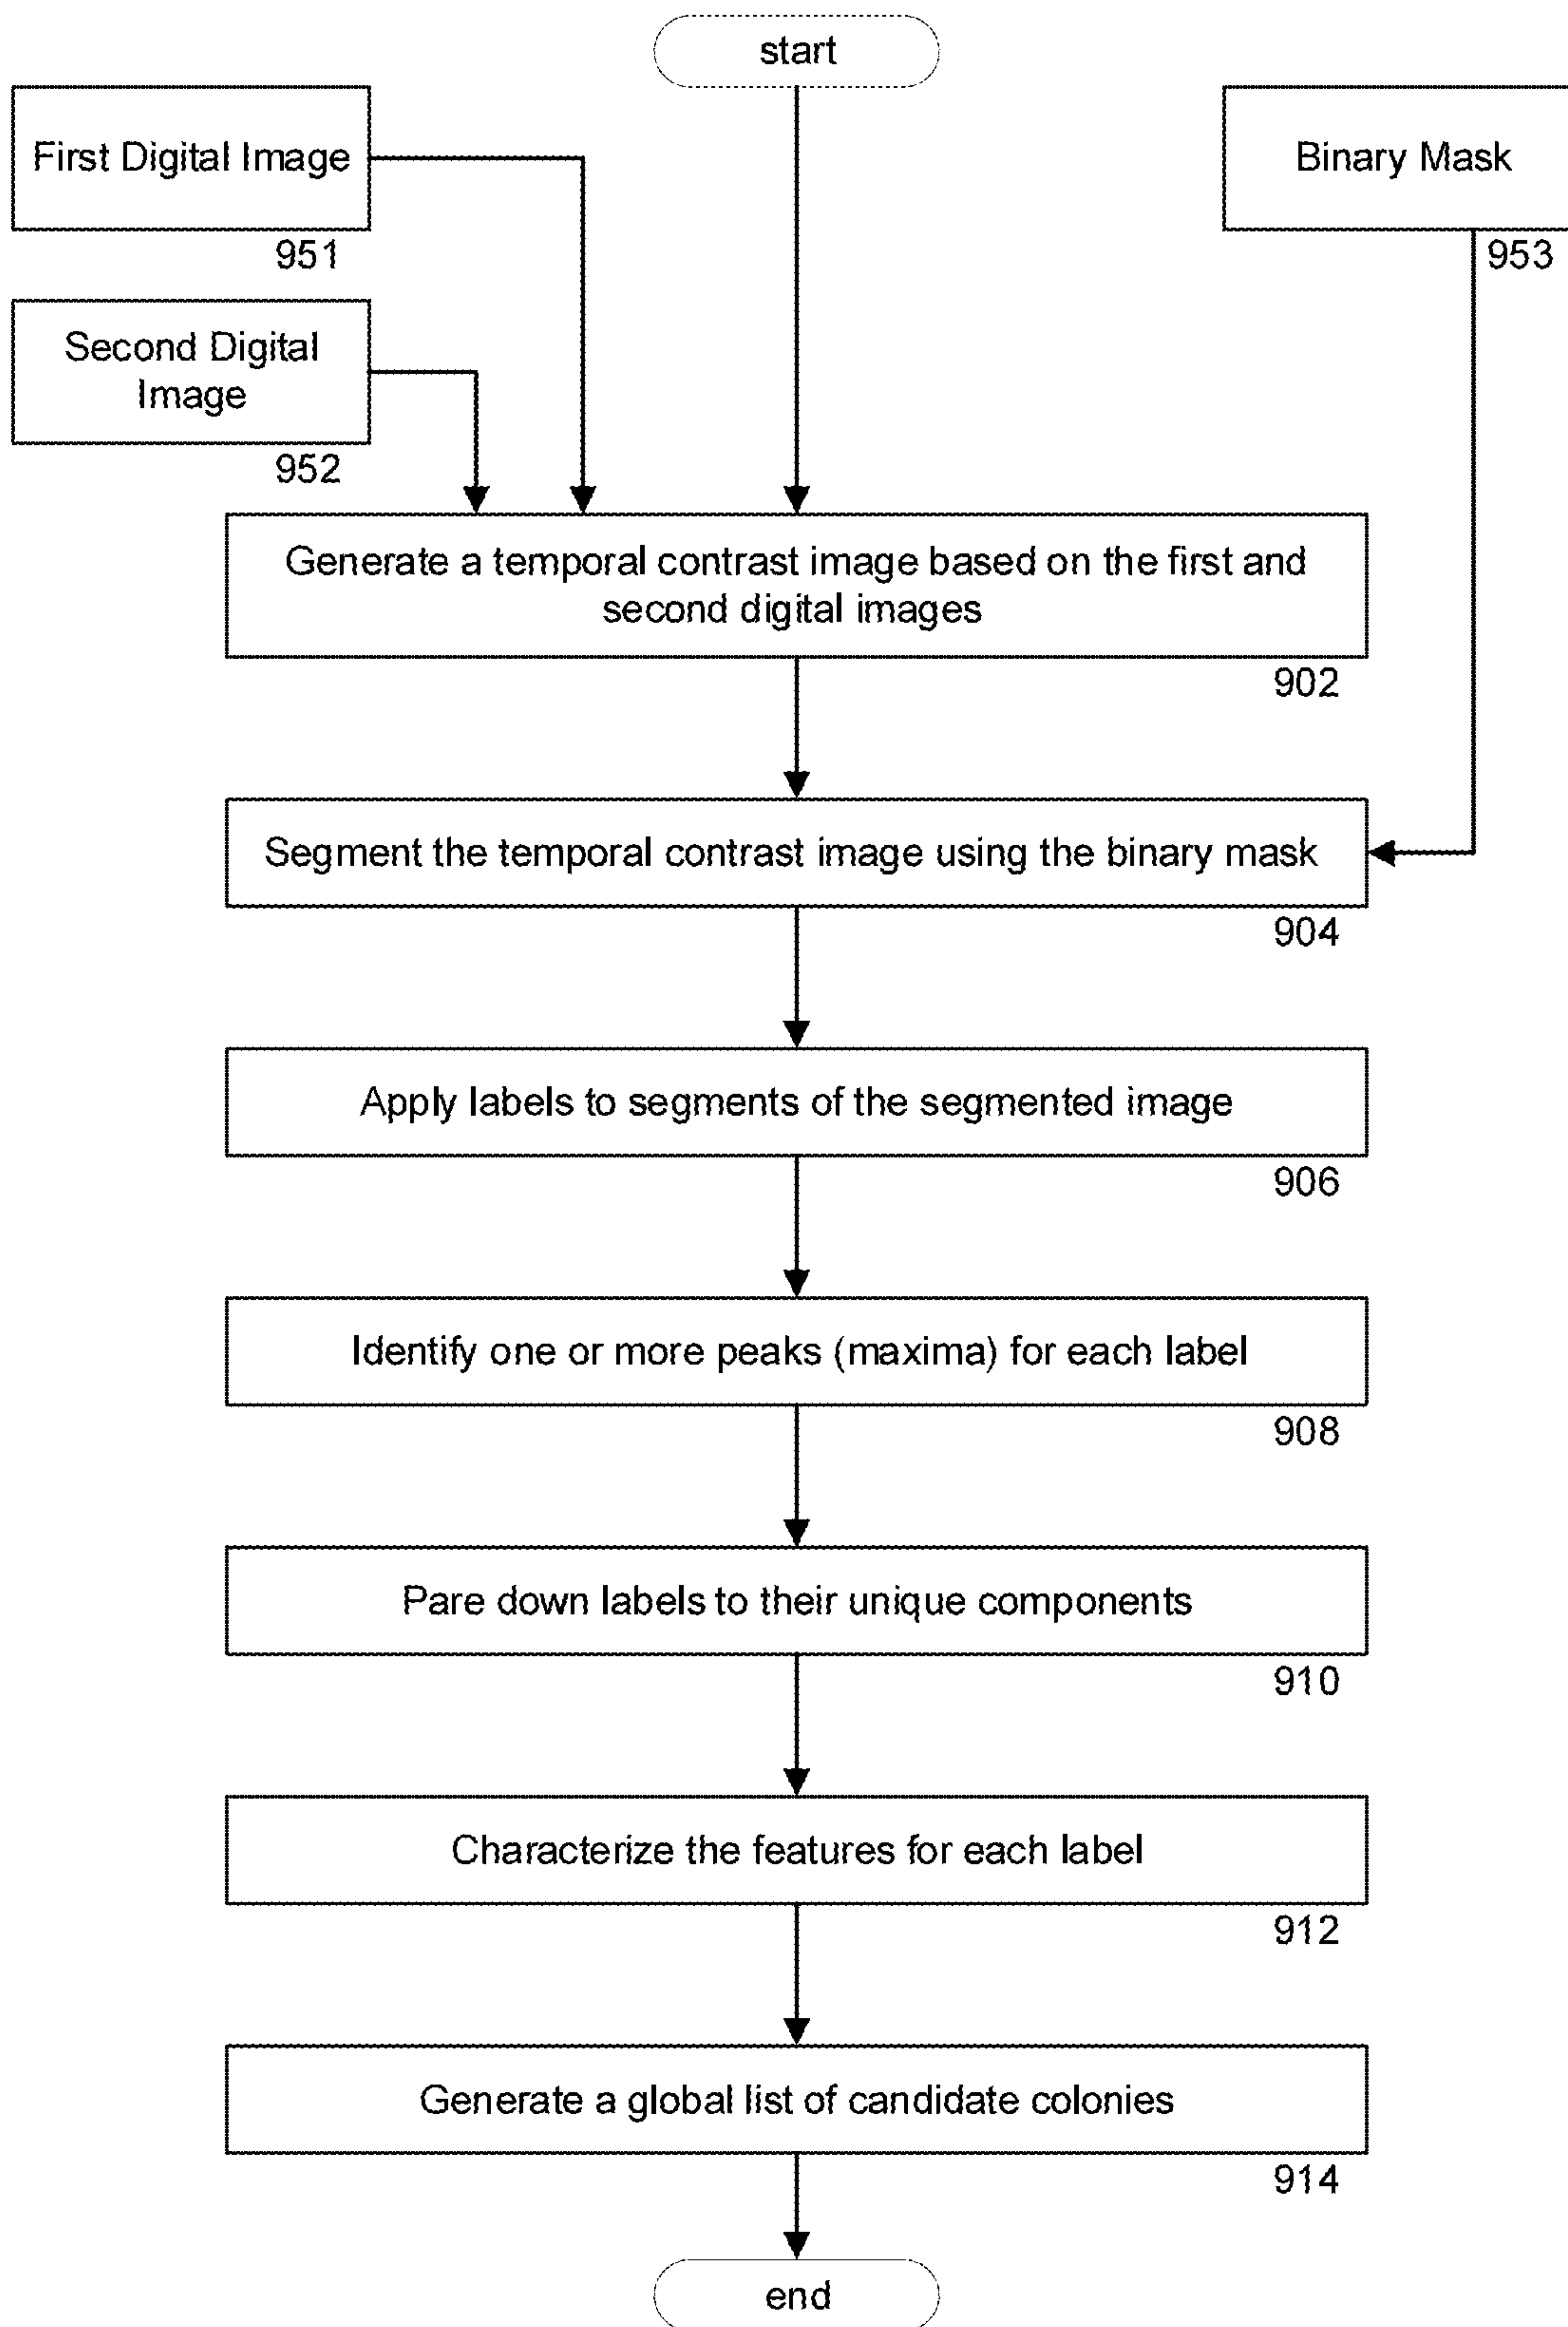 start
First Digital Image
951
Binary Mask
953
Second Digital
Image
952
Generate a temporal contrast image based on the first and
second digital images
902
Segment the temporal contrast image using the binary mask
904
Apply labels to segments of the segmented image
906
Identify one or more peaks (maxima) for each label
908
Pare down labels to their unique components
910
Characterize the features for each label
912
Generate a global list of candidate colonies
914
end